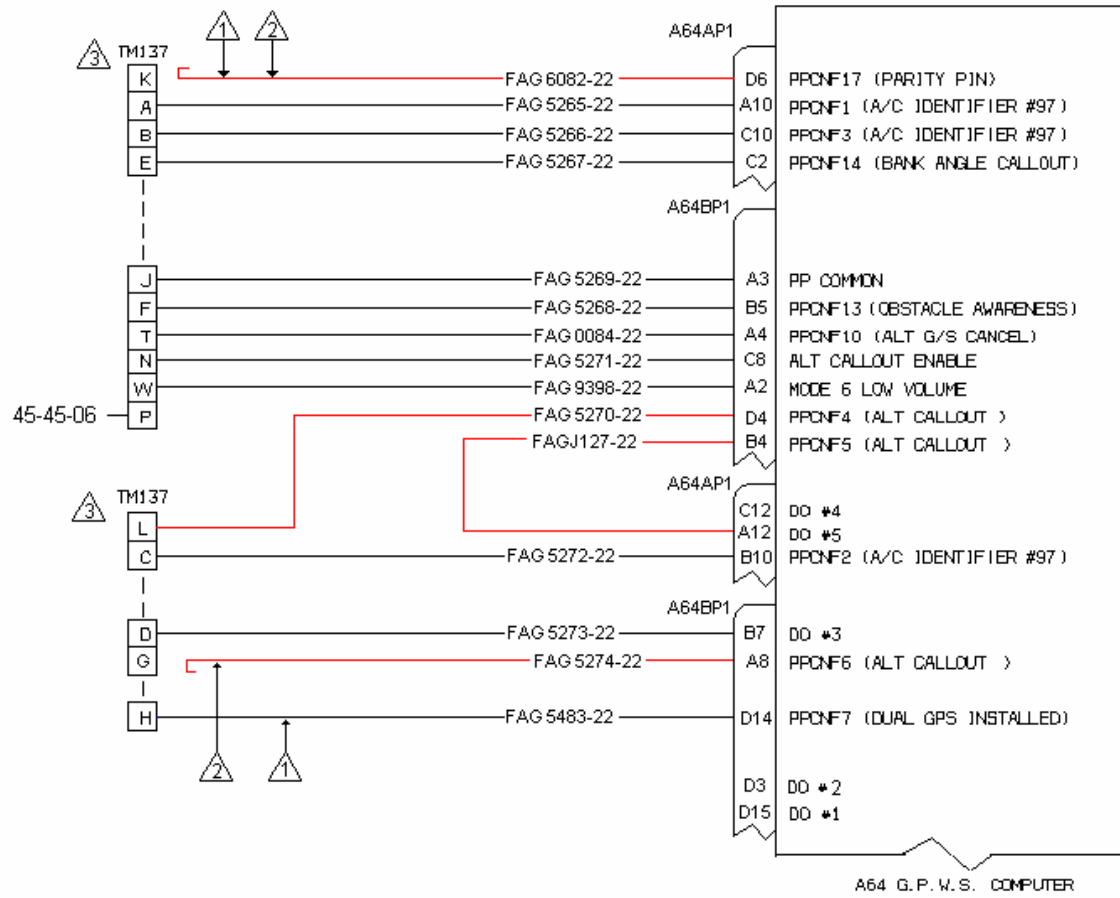 1 2
A64AP1
3 TM137
K FAG 6082-22 D6 PPCNF17 (PARITY PIN)
A FAG 5265-22 A10 PPCNF1 (A/C IDENTIFIER #97)
B FAG 5266-22 C10 PPCNF3 (A/C IDENTIFIER #97)
E FAG 5267-22 C2 PPCNF14 (BANK ANGLE CALLOUT)
A64BP1
J FAG 5269-22 A3 PP COMMON
F FAG 5268-22 B5 PPCNF13 (OBSTACLE AWARENESS)
T FAG 0084-22 A4 PPCNF10 (ALT G/S CANCEL)
N FAG 5271-22 C8 ALT CALLOUT ENABLE
W FAG 9398-22 A2 MODE 6 LOW VOLUME
45-45-06 P FAG 5270-22 D4 PPCNF4 (ALT CALLOUT )
FAGJ127-22 B4 PPCNF5 (ALT CALLOUT )
A64AP1
3 TM137
C12 DO #4
L A12 DO #5
C FAG 5272-22 B10 PPCNF2 (A/C IDENTIFIER #97)
A64BP1
D FAG 5273-22 B7 DO #3
G FAG 5274-22 A8 PPCNF6 (ALT CALLOUT )
H FAG 5483-22 D14 PPCNF7 (DUAL GPS INSTALLED)
2 1
D3 DO #2
D15 DO #1
A64 G.P.W.S. COMPUTER